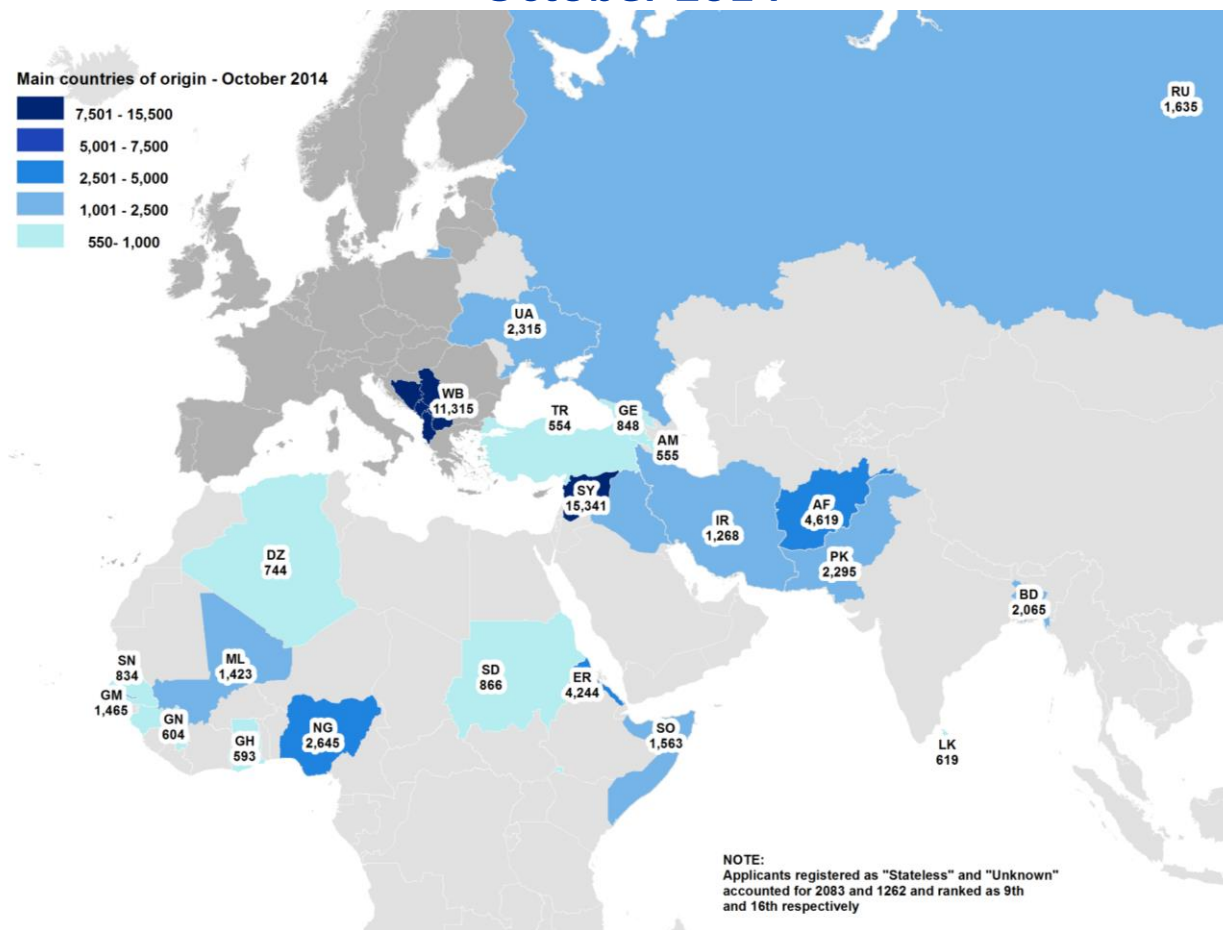 October 2014
Main countries of origin - October 2014
7,501 - 15,500
5,001 - 7,500
2,501 - 5,000
1,001 - 2,500
550- 1,000
RU
1,635
UA
2,315
WB
11,315
TR
554
GE
848
AM
555
SY
15,341
IR
1,268
AF
4,619
PK
2,295
BD
2,065
DZ
744
SN
834
ML
1,423
GM
1,465
GN
604
GH
593
NG
2,645
SD
866
ER
4,244
SO
1,563
LK
619
NOTE:
Applicants registered as "Stateless" and "Unknown"
accounted for 2083 and 1262 and ranked as 9th
and 16th respectively